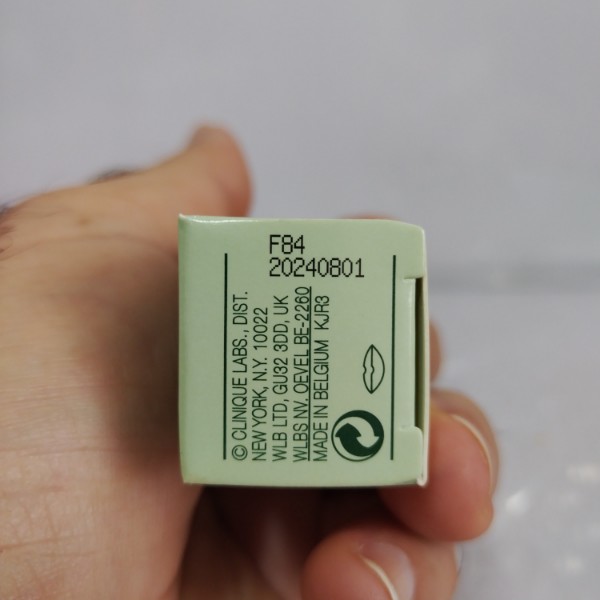 F84
20240801
© CLINIQUE LABS., DIST.
NEW YORK, N.Y. 10022
WLB LTD, GU32 3DD, UK
WLBS NV. OEVEL BE-2260
MADE IN BELGIUM KJR3